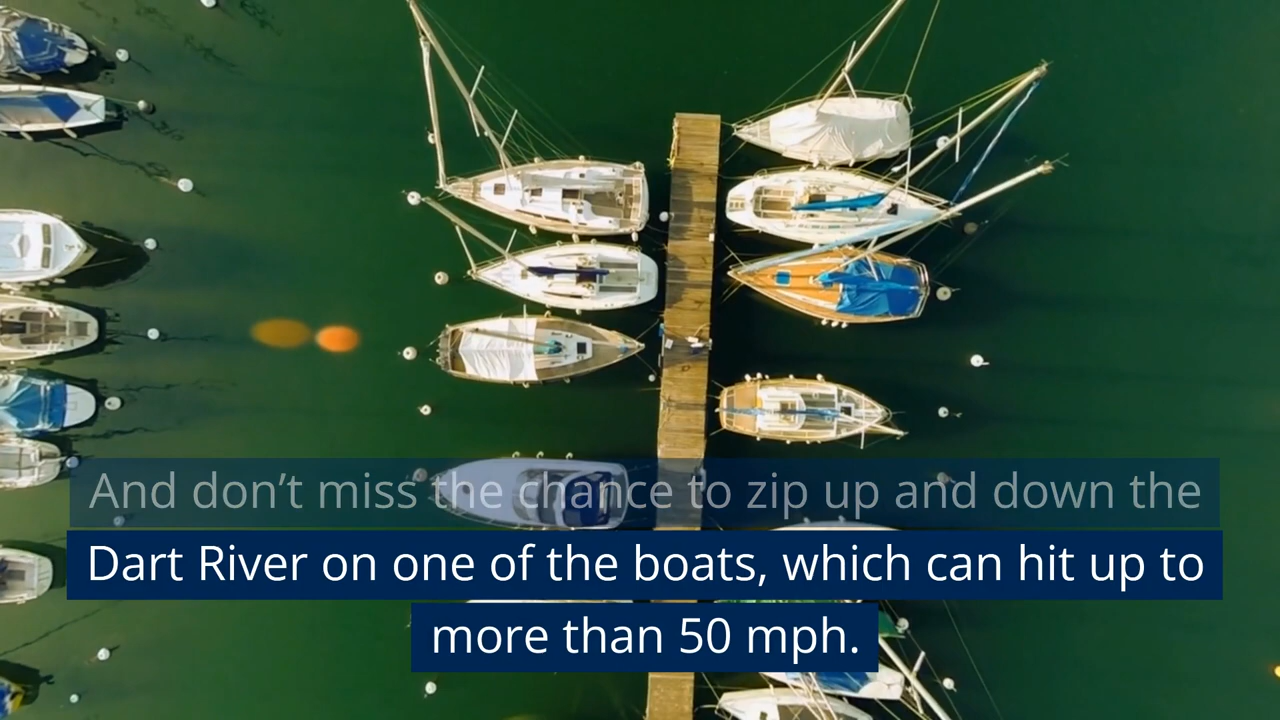 And don’t miss the chance to zip up and down the
Dart River on one of the boats, which can hit up to
more than 50 mph.